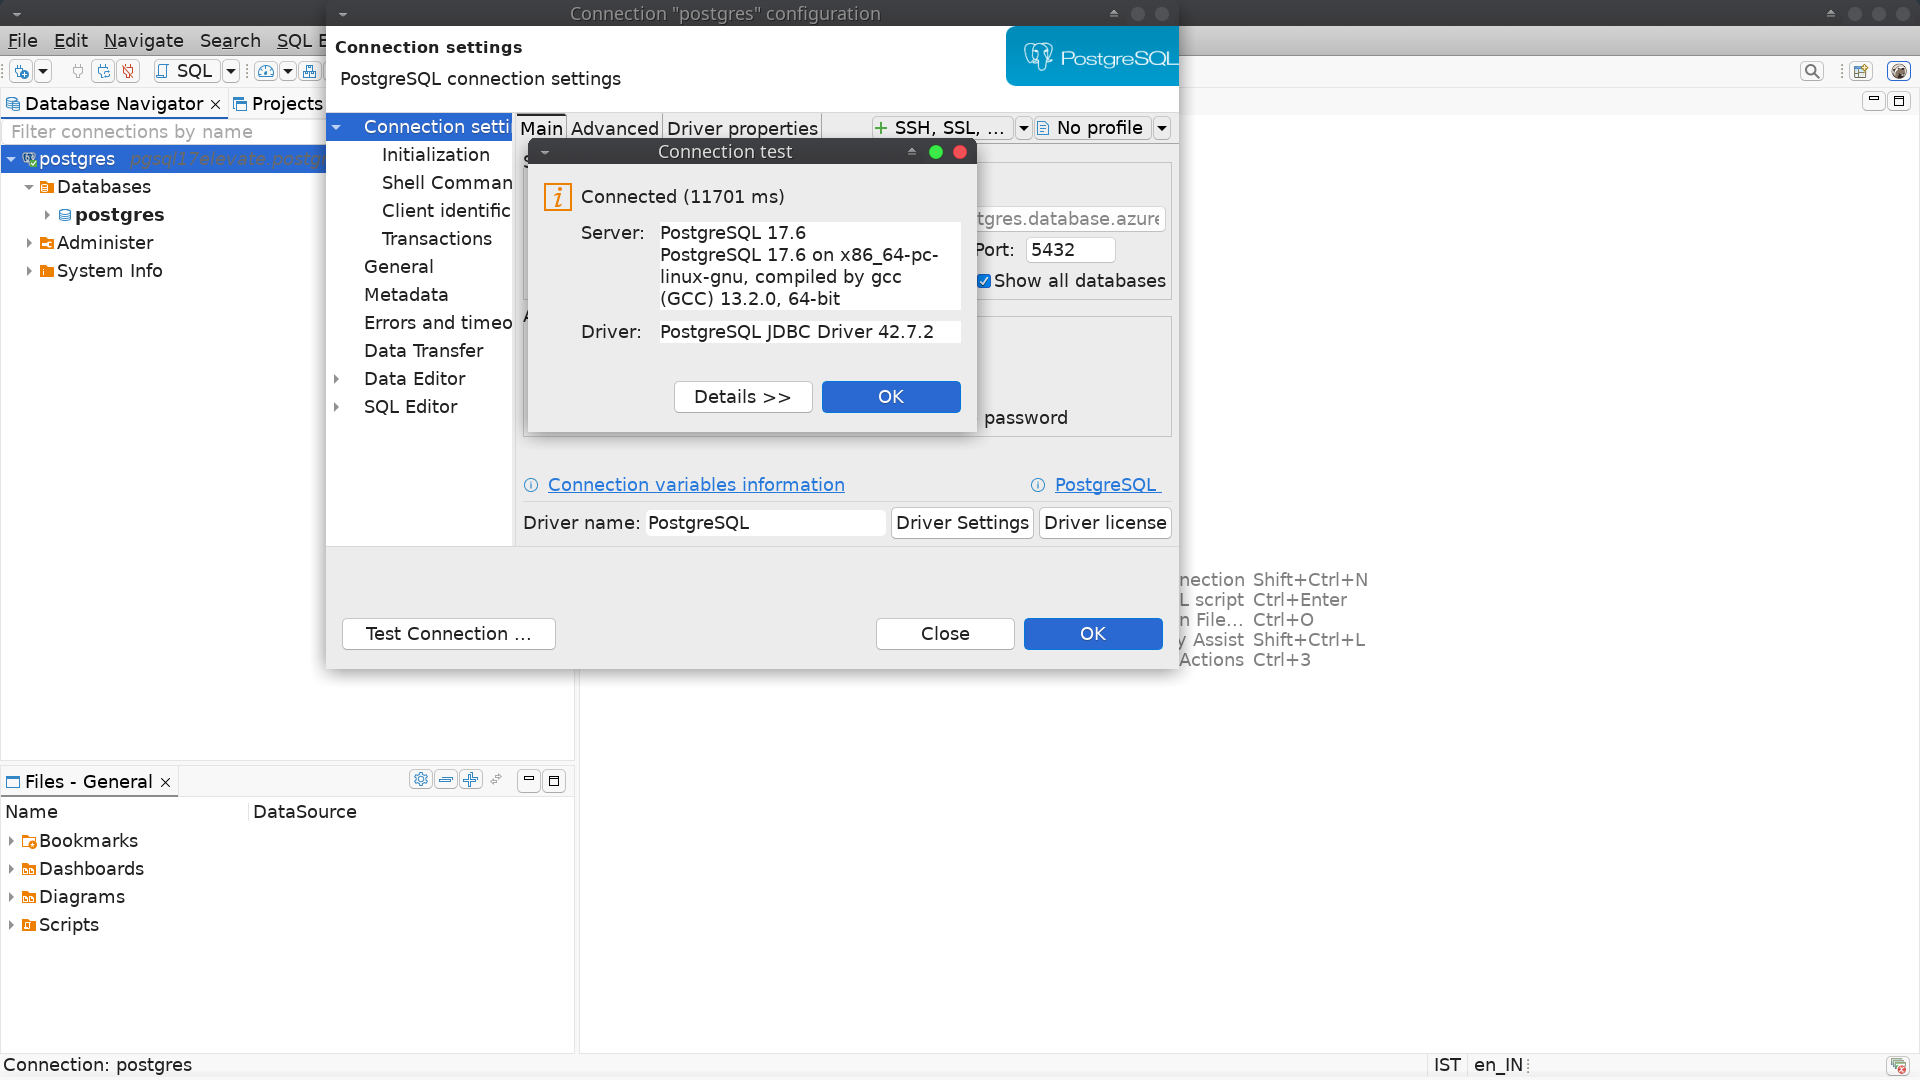 Connection "postgres" configuration
File Edit Navigate Search SQL E
Connection settings
PostgreSQL connection settings
PostgreSQL
SQL
Database Navigator
Projects
Filter connections by name
postgres pgsql17elevate.postgr
Databases
postgres
Administer
System Info
Connection setti
Initialization
Shell Comman
Client identific
Transactions
General
Metadata
Errors and timeo
Data Transfer
Data Editor
SQL Editor
Main Advanced Driver properties
SSH, SSL, ...
No profile
Connection test
Connected (11701 ms)
Server:
PostgreSQL 17.6
PostgreSQL 17.6 on x86_64-pc-
linux-gnu, compiled by gcc
(GCC) 13.2.0, 64-bit
Driver:
PostgreSQL JDBC Driver 42.7.2
Details >>
OK
tgres.database.azure
Port: 5432
Show all databases
password
Connection variables information
PostgreSQL
Driver name: PostgreSQL
Driver Settings
Driver license
Test Connection ...
Close
OK
nection Shift+Ctrl+N
L script Ctrl+Enter
n File... Ctrl+O
y Assist Shift+Ctrl+L
Actions Ctrl+3
Files - General
Name DataSource
Bookmarks
Dashboards
Diagrams
Scripts
Connection: postgres
IST
en_IN